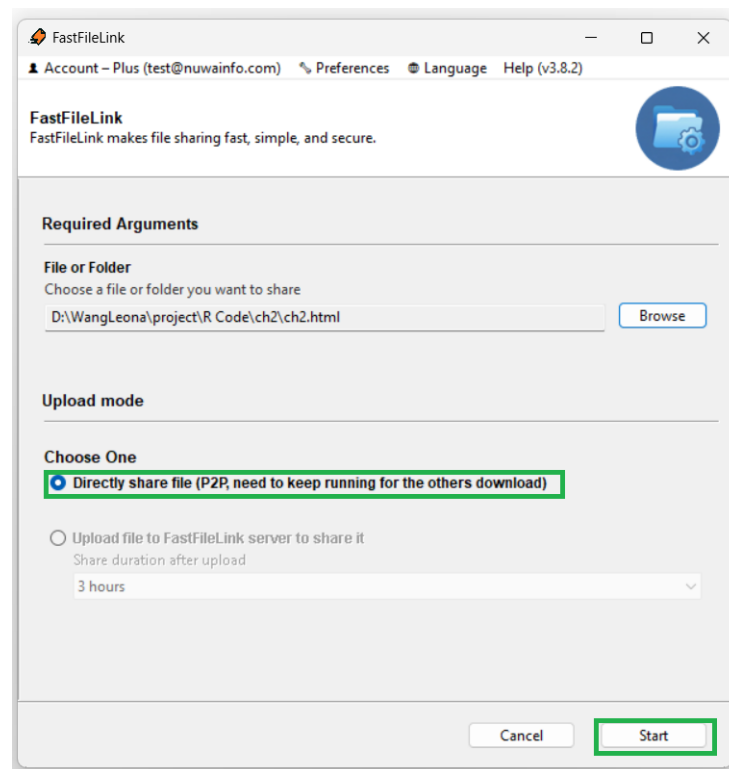 FastFileLink
Account – Plus (test@nuwainfo.com) Preferences Language Help (v3.8.2)
FastFileLink
FastFileLink makes file sharing fast, simple, and secure.
Required Arguments
File or Folder
Choose a file or folder you want to share
D:\WangLeona\project\R Code\ch2\ch2.html Browse
Upload mode
Choose One
Directly share file (P2P, need to keep running for the others download)
Upload file to FastFileLink server to share it
Share duration after upload
3 hours
Cancel Start